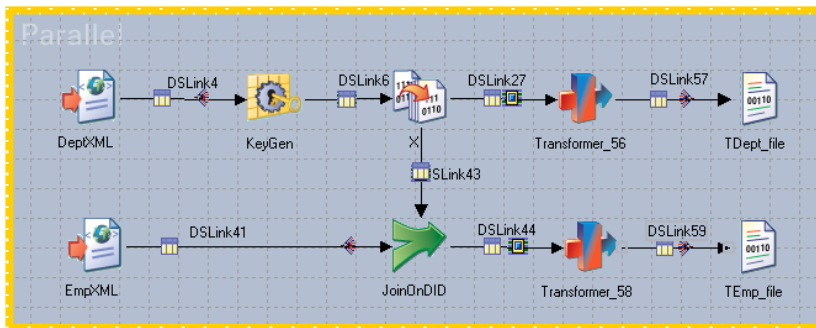 Parallel
DSLink4
DSLink6
DSLink27
DSLink57
DeptXML
KeyGen
X
Transformer_56
TDept_file
SLink43
DSLink41
DSLink44
DSLink59
EmpXML
JoinOnDID
Transformer_58
TEmp_file